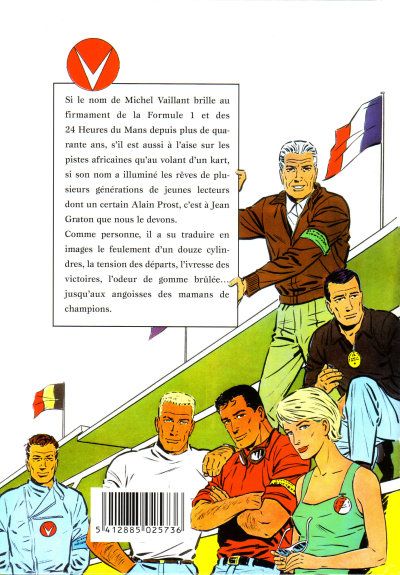 V
Si le nom de Michel Vaillant brille au
firmament de la Formule 1 et des
24 Heures du Mans depuis plus de qua-
rante ans, s'il est aussi à l'aise sur les
pistes africaines qu'au volant d'un kart,
si son nom a illuminé les rêves de plu-
sieurs générations de jeunes lecteurs
dont un certain Alain Prost, c'est à Jean
Graton que nous le devons.
Comme personne, il a su traduire en
images le feulement d'un douze cylin-
dres, la tension des départs, l'ivresse des
victoires, l'odeur de gomme brûlée...
jusqu'aux angoisses des mamans de
champions.
V
5 412885 025736